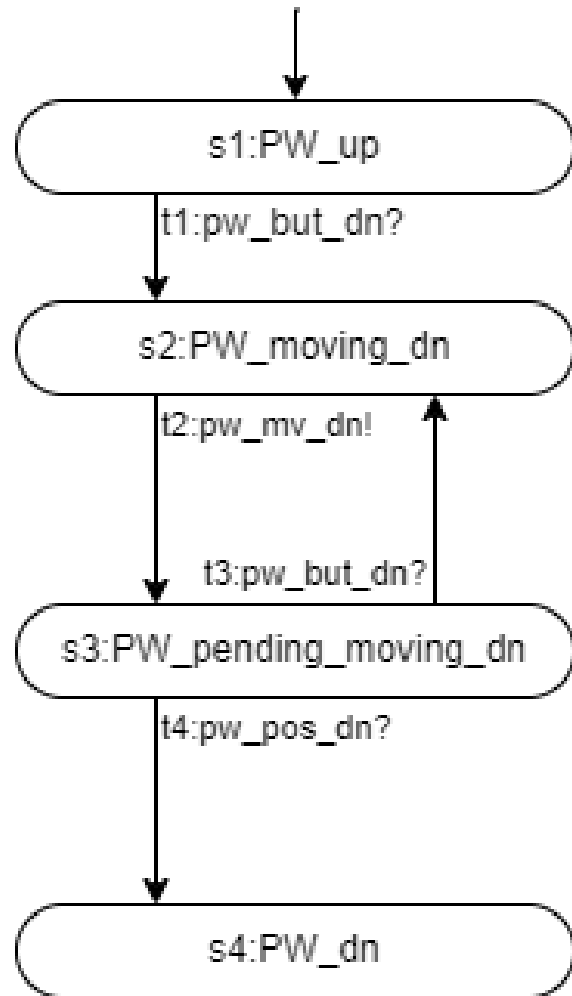 s1:PW_up
t1:pw_but_dn?
s2:PW_moving_dn
t2:pw_mv_dn!
t3:pw_but_dn?
s3:PW_pending_moving_dn
t4:pw_pos_dn?
s4:PW_dn